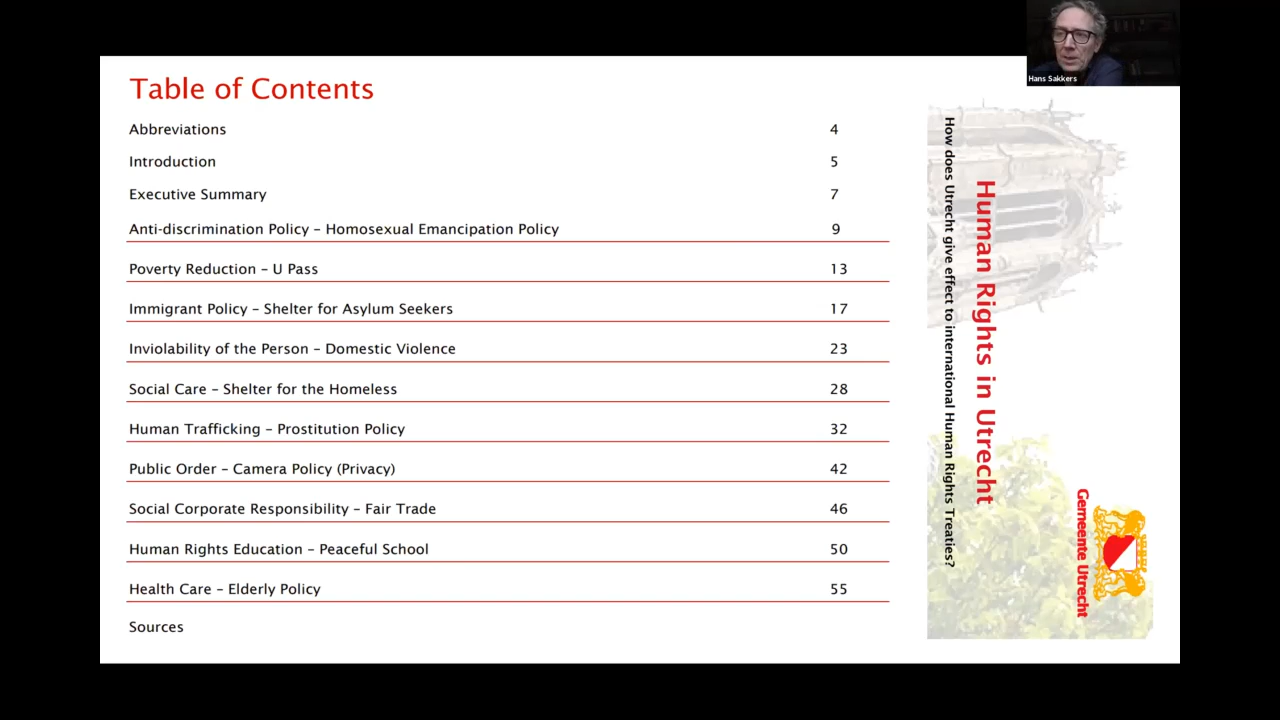 Hans Sakkers
Table of Contents
Abbreviations 4
Introduction 5
Executive Summary 7
Anti-discrimination Policy – Homosexual Emancipation Policy 9
Poverty Reduction – U Pass 13
Immigrant Policy – Shelter for Asylum Seekers 17
Inviolability of the Person – Domestic Violence 23
Social Care – Shelter for the Homeless 28
Human Trafficking – Prostitution Policy 32
Public Order – Camera Policy (Privacy) 42
Social Corporate Responsibility – Fair Trade 46
Human Rights Education – Peaceful School 50
Health Care – Elderly Policy 55
Sources
Human Rights in Utrecht
How does Utrecht give effect to international Human Rights Treaties?
Gemeente Utrecht